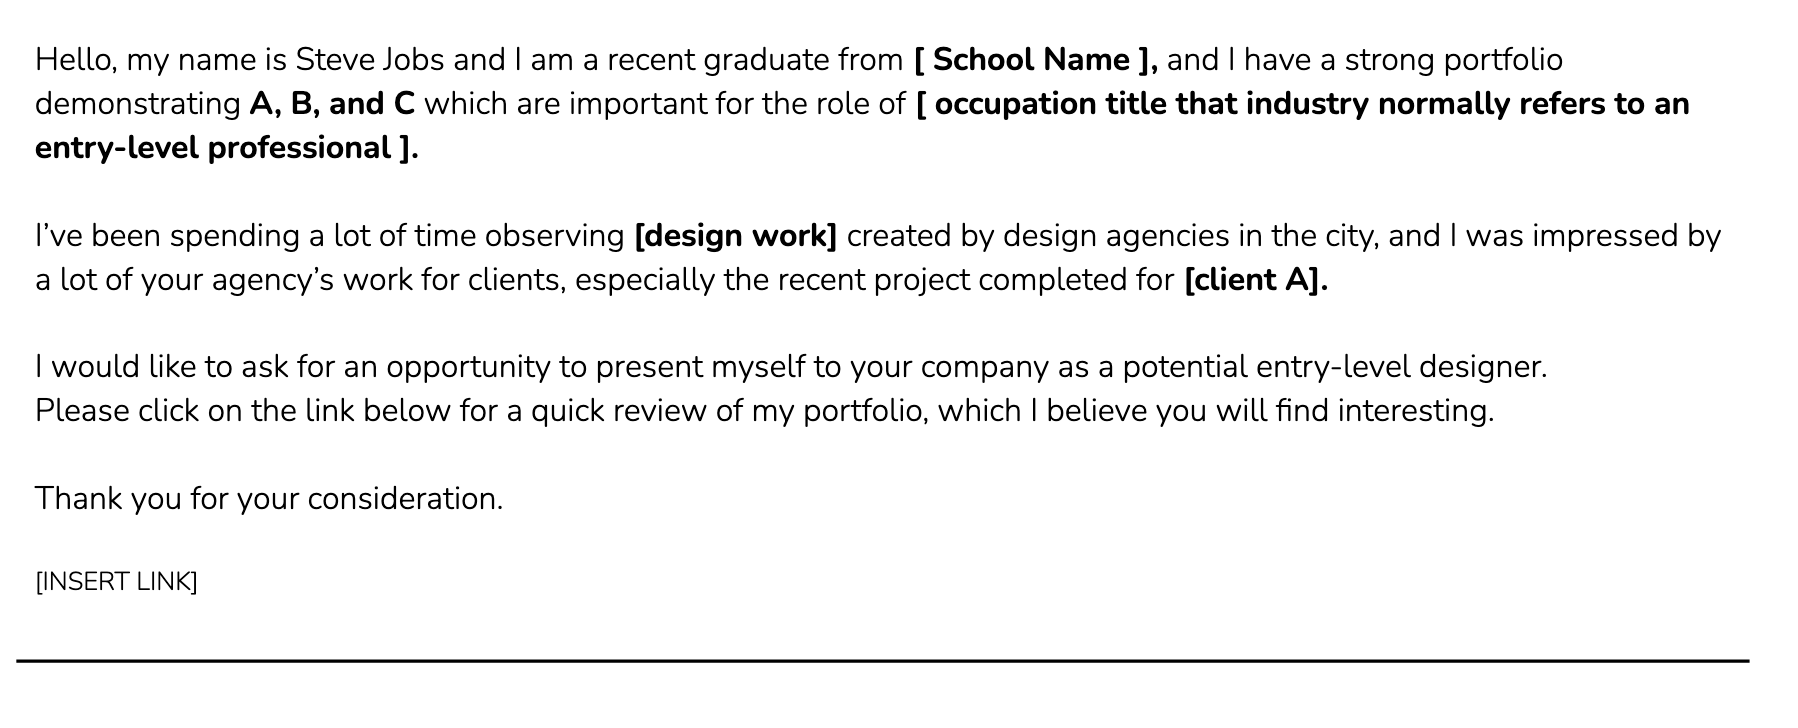 Hello, my name is Steve Jobs and I am a recent graduate from [ School Name ], and I have a strong portfolio
demonstrating A, B, and C which are important for the role of [ occupation title that industry normally refers to an
entry-level professional ].
I’ve been spending a lot of time observing [design work] created by design agencies in the city, and I was impressed by
a lot of your agency’s work for clients, especially the recent project completed for [client A].
I would like to ask for an opportunity to present myself to your company as a potential entry-level designer.
Please click on the link below for a quick review of my portfolio, which I believe you will find interesting.
Thank you for your consideration.
[INSERT LINK]